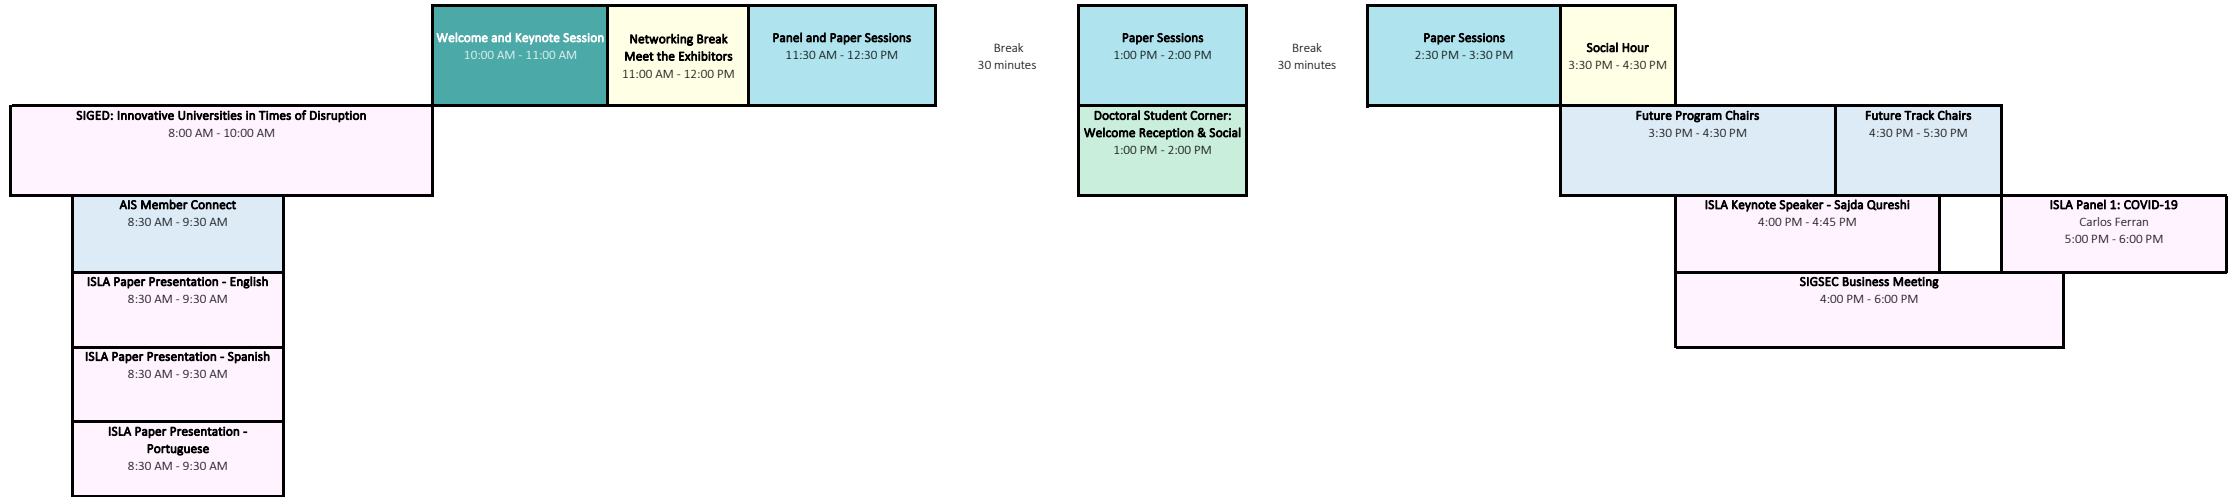 Welcome and Keynote Session
10:00 AM - 11:00 AM
Networking Break
Meet the Exhibitors
11:00 AM - 12:00 PM
Panel and Paper Sessions
11:30 AM - 12:30 PM
Break
30 minutes
Paper Sessions
1:00 PM - 2:00 PM
Break
30 minutes
Paper Sessions
2:30 PM - 3:30 PM
Social Hour
3:30 PM - 4:30 PM
SIGED: Innovative Universities in Times of Disruption
8:00 AM - 10:00 AM
Doctoral Student Corner:
Welcome Reception & Social
1:00 PM - 2:00 PM
Future Program Chairs
3:30 PM - 4:30 PM
Future Track Chairs
4:30 PM - 5:30 PM
AIS Member Connect
8:30 AM - 9:30 AM
ISLA Keynote Speaker - Sajda Qureshi
4:00 PM - 4:45 PM
ISLA Panel 1: COVID-19
Carlos Ferran
5:00 PM - 6:00 PM
ISLA Paper Presentation - English
8:30 AM - 9:30 AM
SIGSEC Business Meeting
4:00 PM - 6:00 PM
ISLA Paper Presentation - Spanish
8:30 AM - 9:30 AM
ISLA Paper Presentation -
Portuguese
8:30 AM - 9:30 AM